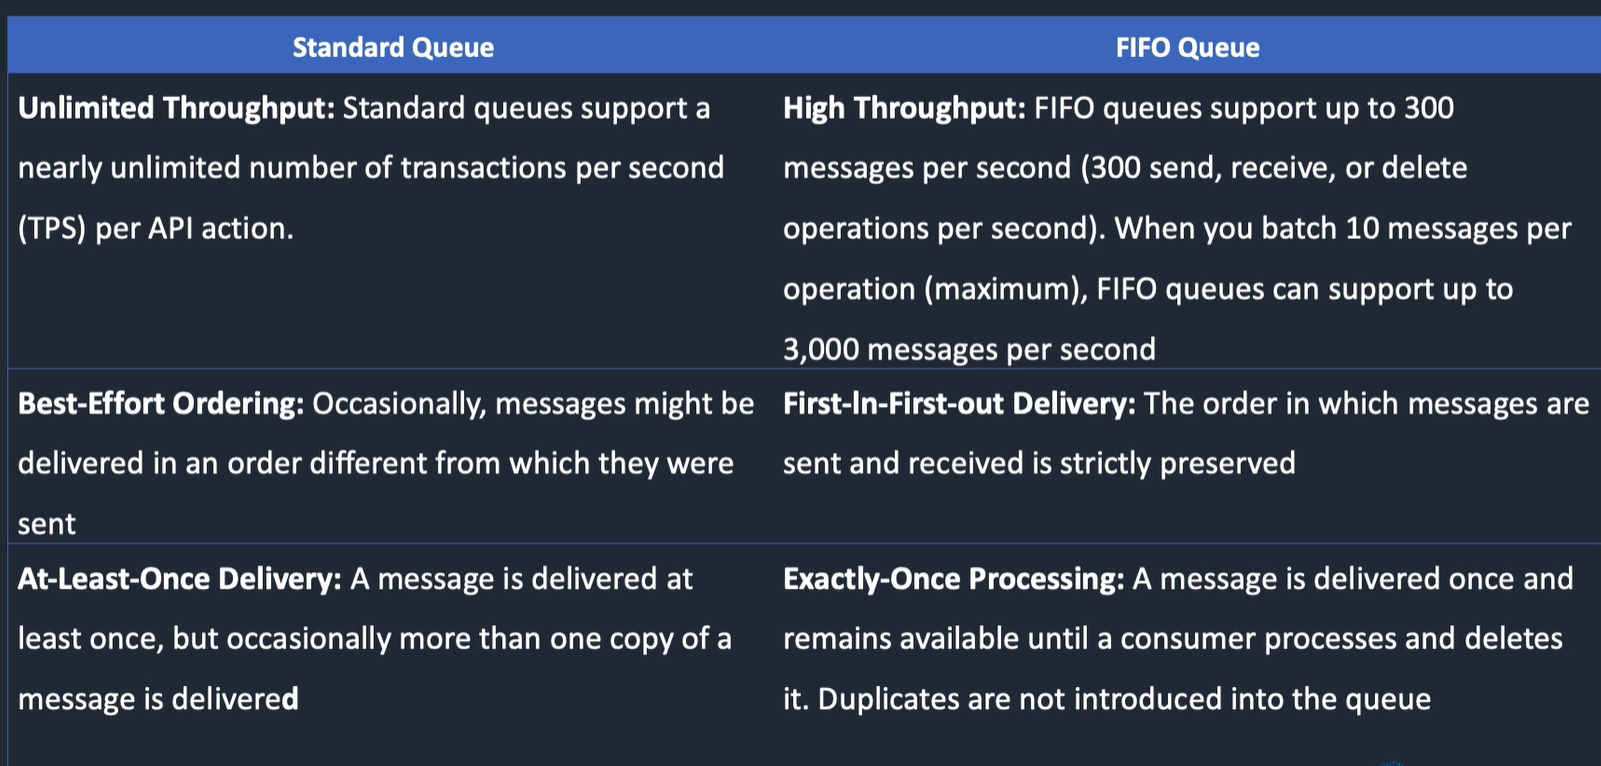 Standard Queue
FIFO Queue
Unlimited Throughput: Standard queues support a
nearly unlimited number of transactions per second
(TPS) per API action.
High Throughput: FIFO queues support up to 300
messages per second (300 send, receive, or delete
operations per second). When you batch 10 messages per
operation (maximum), FIFO queues can support up to
3,000 messages per second
Best-Effort Ordering: Occasionally, messages might be
delivered in an order different from which they were
sent
First-In-First-out Delivery: The order in which messages are
sent and received is strictly preserved
At-Least-Once Delivery: A message is delivered at
least once, but occasionally more than one copy of a
message is delivered
Exactly-Once Processing: A message is delivered once and
remains available until a consumer processes and deletes
it. Duplicates are not introduced into the queue